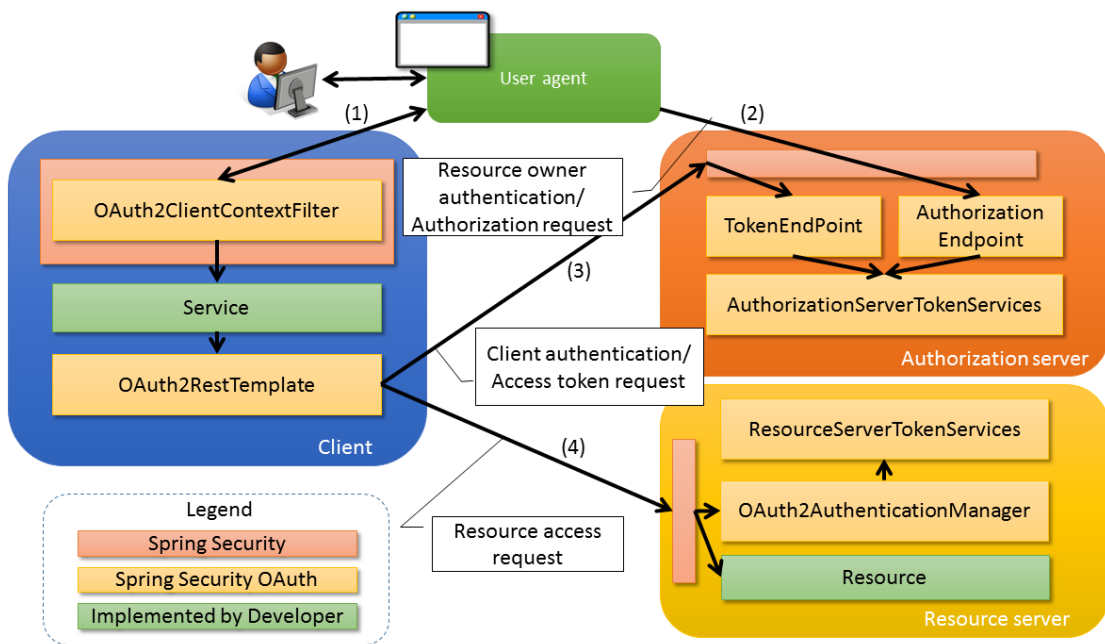 User agent
(1)
(2)
Resource owner
authentication/
Authorization request
OAuth2ClientContextFilter
Service
OAuth2RestTemplate
Client
TokenEndPoint
Authorization
Endpoint
AuthorizationServerTokenServices
Authorization server
(3)
Client authentication/
Access token request
(4)
Resource access
request
ResourceServerTokenServices
OAuth2AuthenticationManager
Resource
Resource server
Legend
Spring Security
Spring Security OAuth
Implemented by Developer